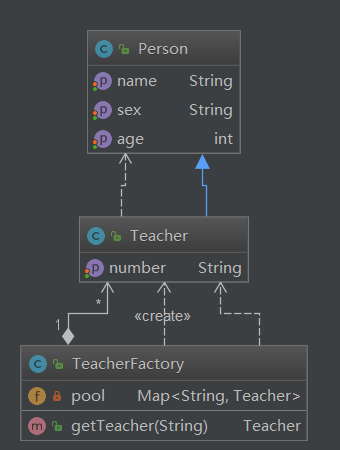 Person
name String
sex String
age int
Teacher
number String
1
*
«create»
TeacherFactory
pool Map<String, Teacher>
getTeacher(String) Teacher